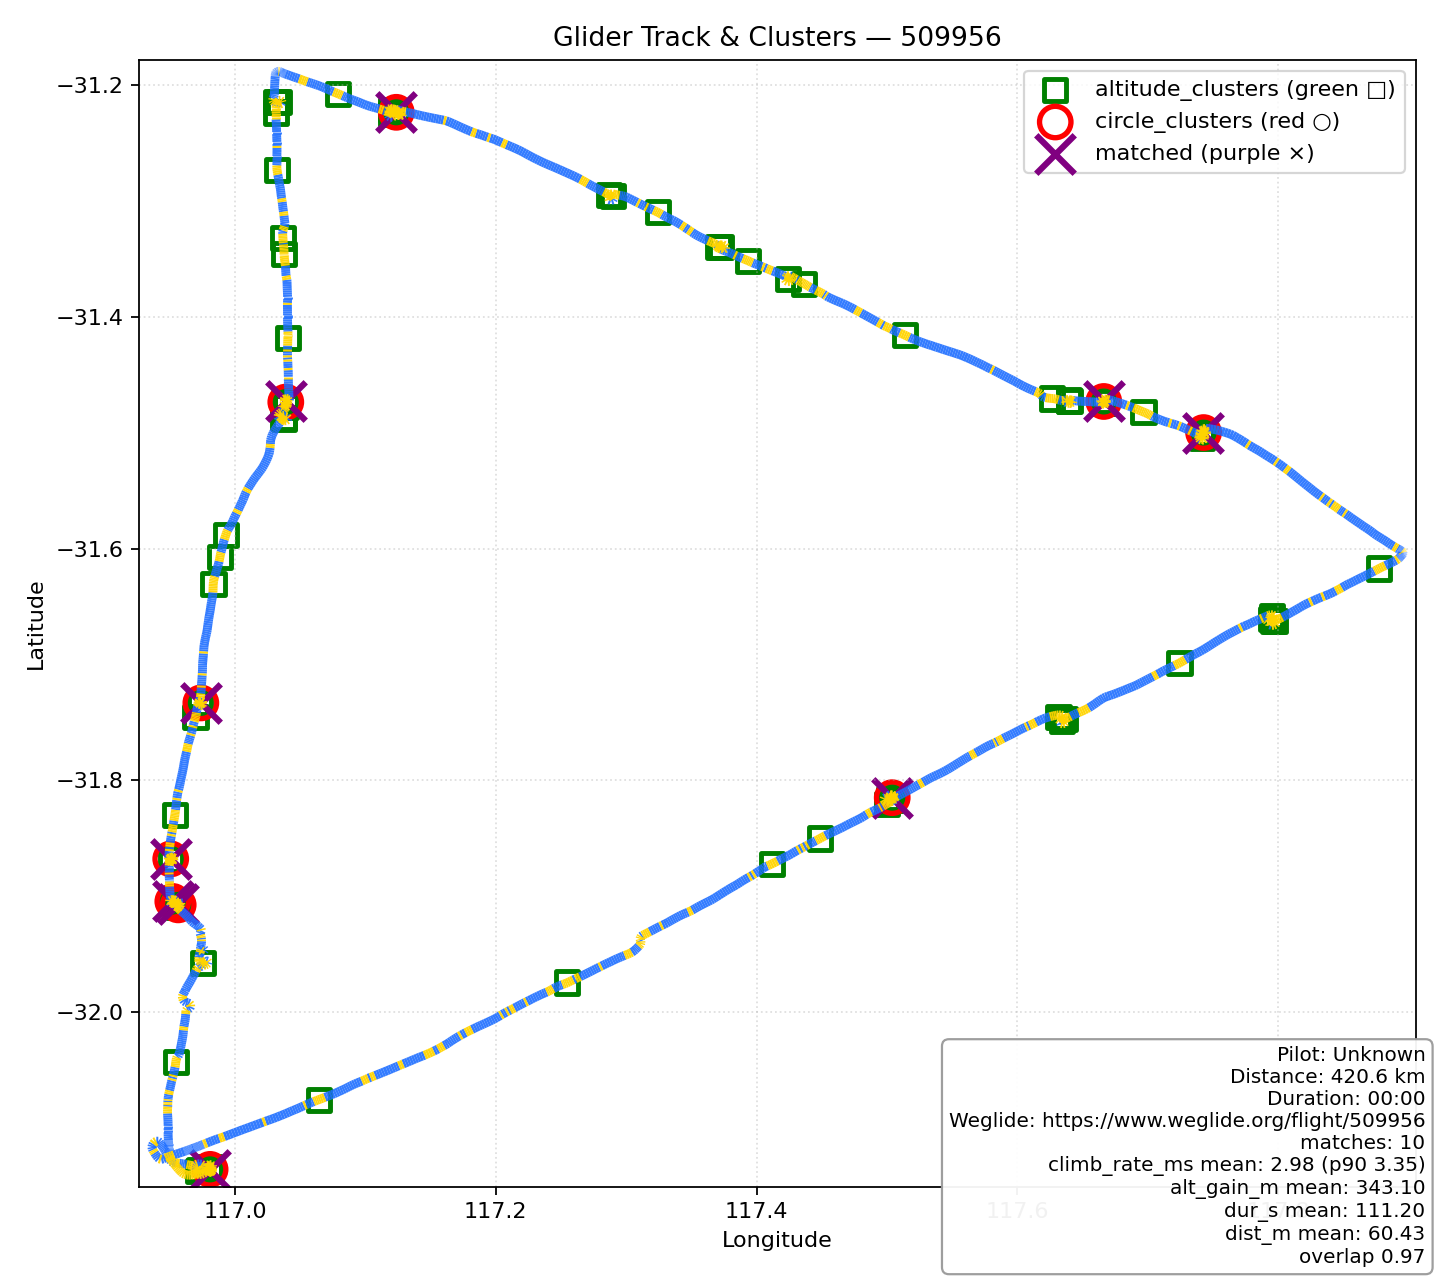 Glider Track & Clusters — 509956
altitude_clusters (green □)
circle_clusters (red ○)
matched (purple ×)
Latitude
−31.2
−31.4
−31.6
−31.8
−32.0
117.0
117.2
117.4
117.6
Longitude
Pilot: Unknown
Distance: 420.6 km
Duration: 00:00
Weglide: https://www.weglide.org/flight/509956
matches: 10
climb_rate_ms mean: 2.98 (p90 3.35)
alt_gain_m mean: 343.10
dur_s mean: 111.20
dist_m mean: 60.43
overlap 0.97